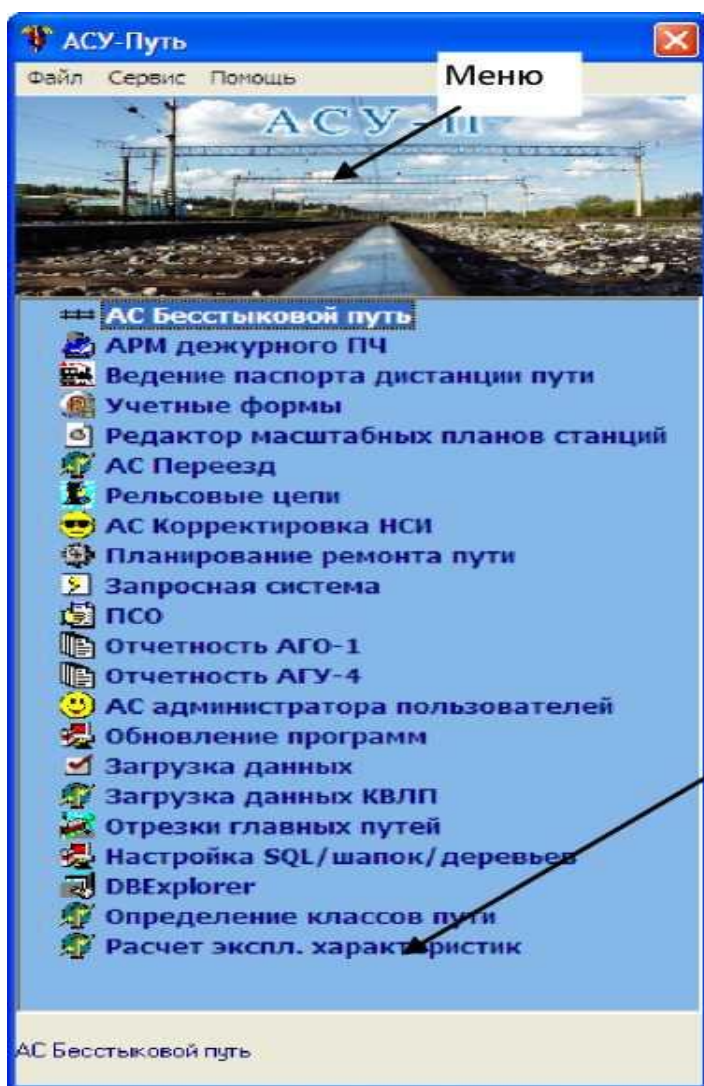 АСУ-Путь
Файл Сервис Помощь
Меню
АСУ-П
АС Бесстыковой путь
АРМ дежурного ПЧ
Ведение паспорта дистанции пути
Учетные формы
Редактор масштабных планов станций
АС Переезд
Рельсовые цепи
АС Корректировка НСИ
Планирование ремонта пути
Запросная система
ПСО
Отчетность АГО-1
Отчетность АГУ-4
АС администратора пользователей
Обновление программ
Загрузка данных
Загрузка данных КВЛП
Отрезки главных путей
Настройка SQL/шапок/деревьев
DBExplorer
Определение классов пути
Расчет экспл. характеристик
АС Бесстыковой путь